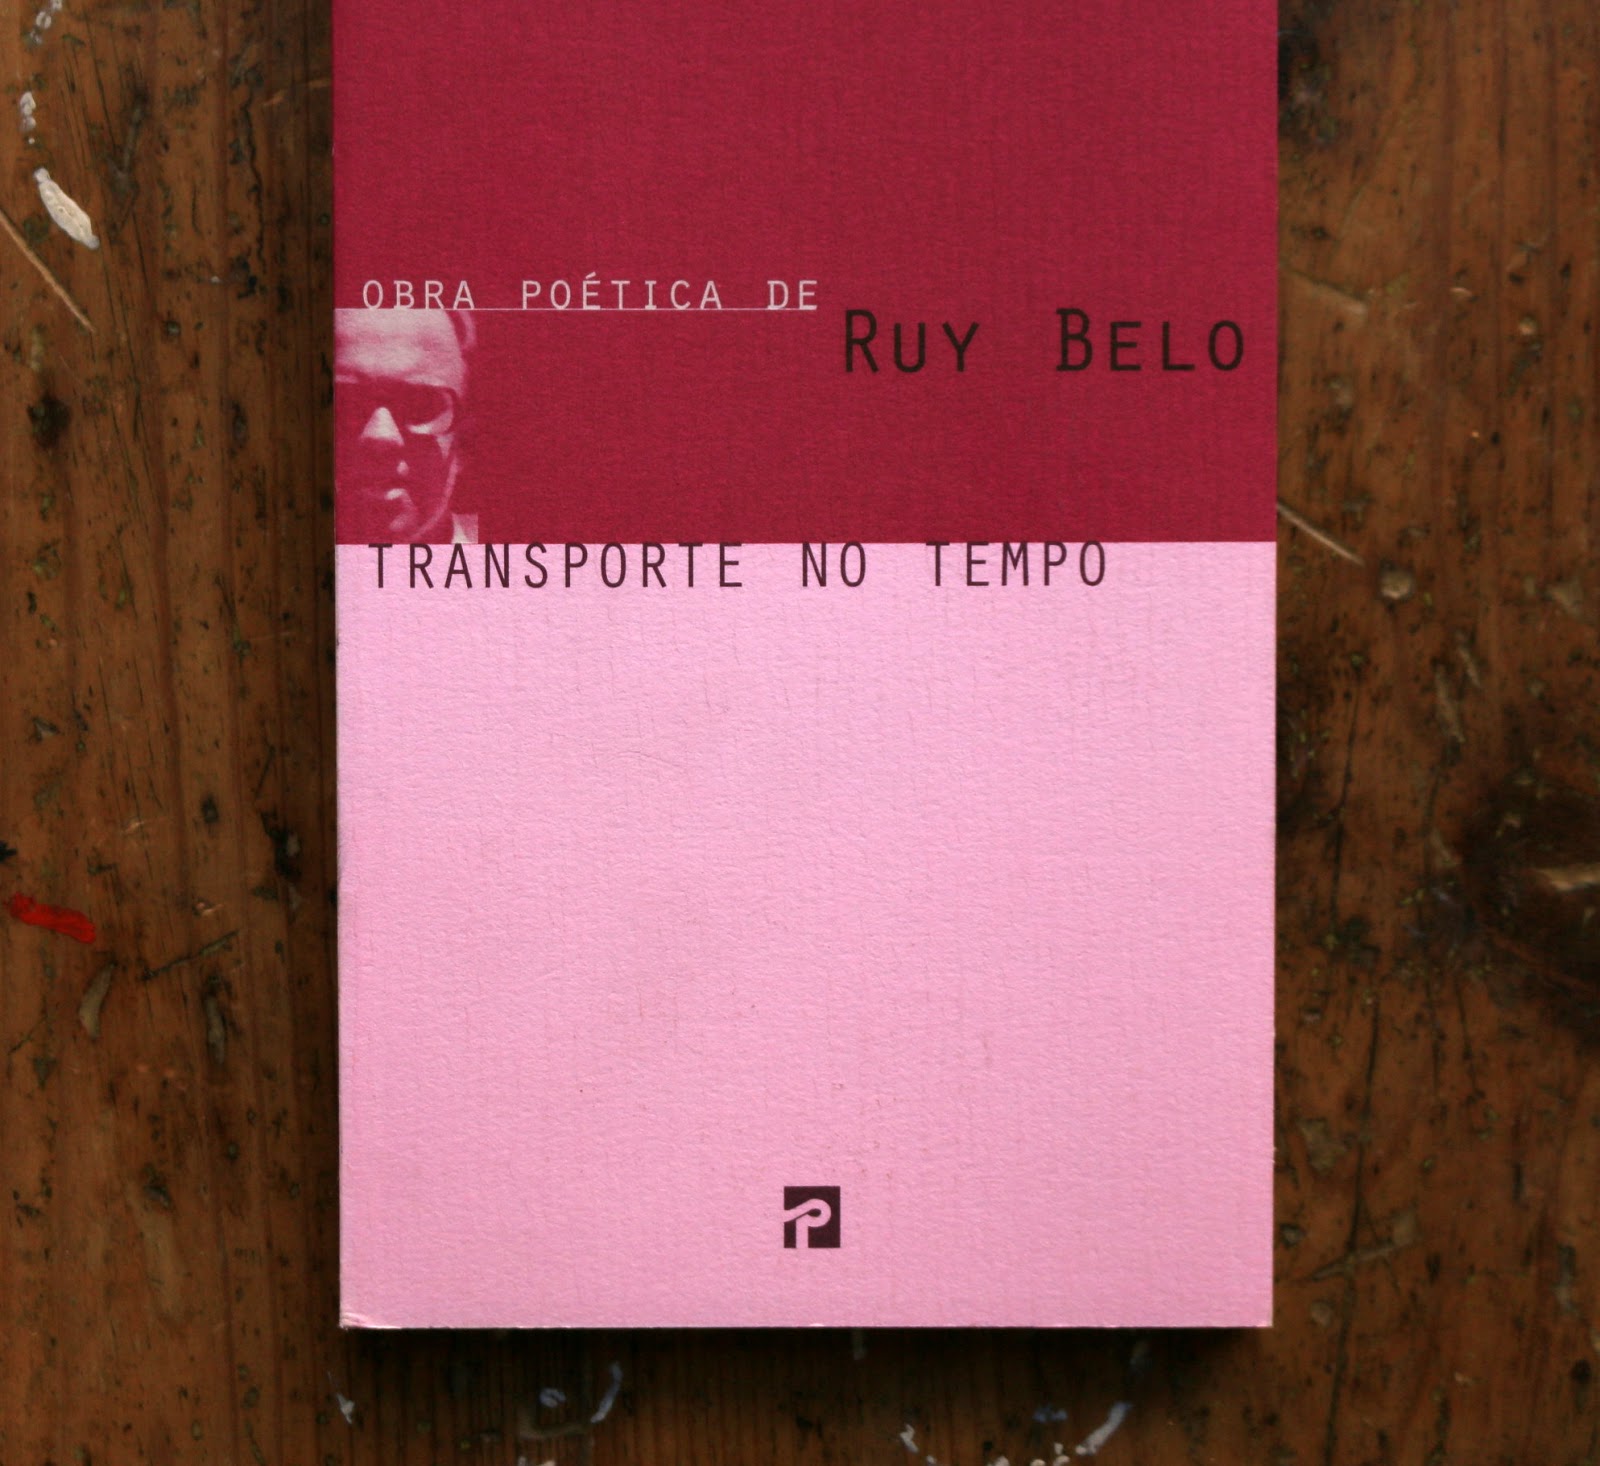 OBRA POÉTICA DE
RUY BELO
TRANSPORTE NO TEMPO
P